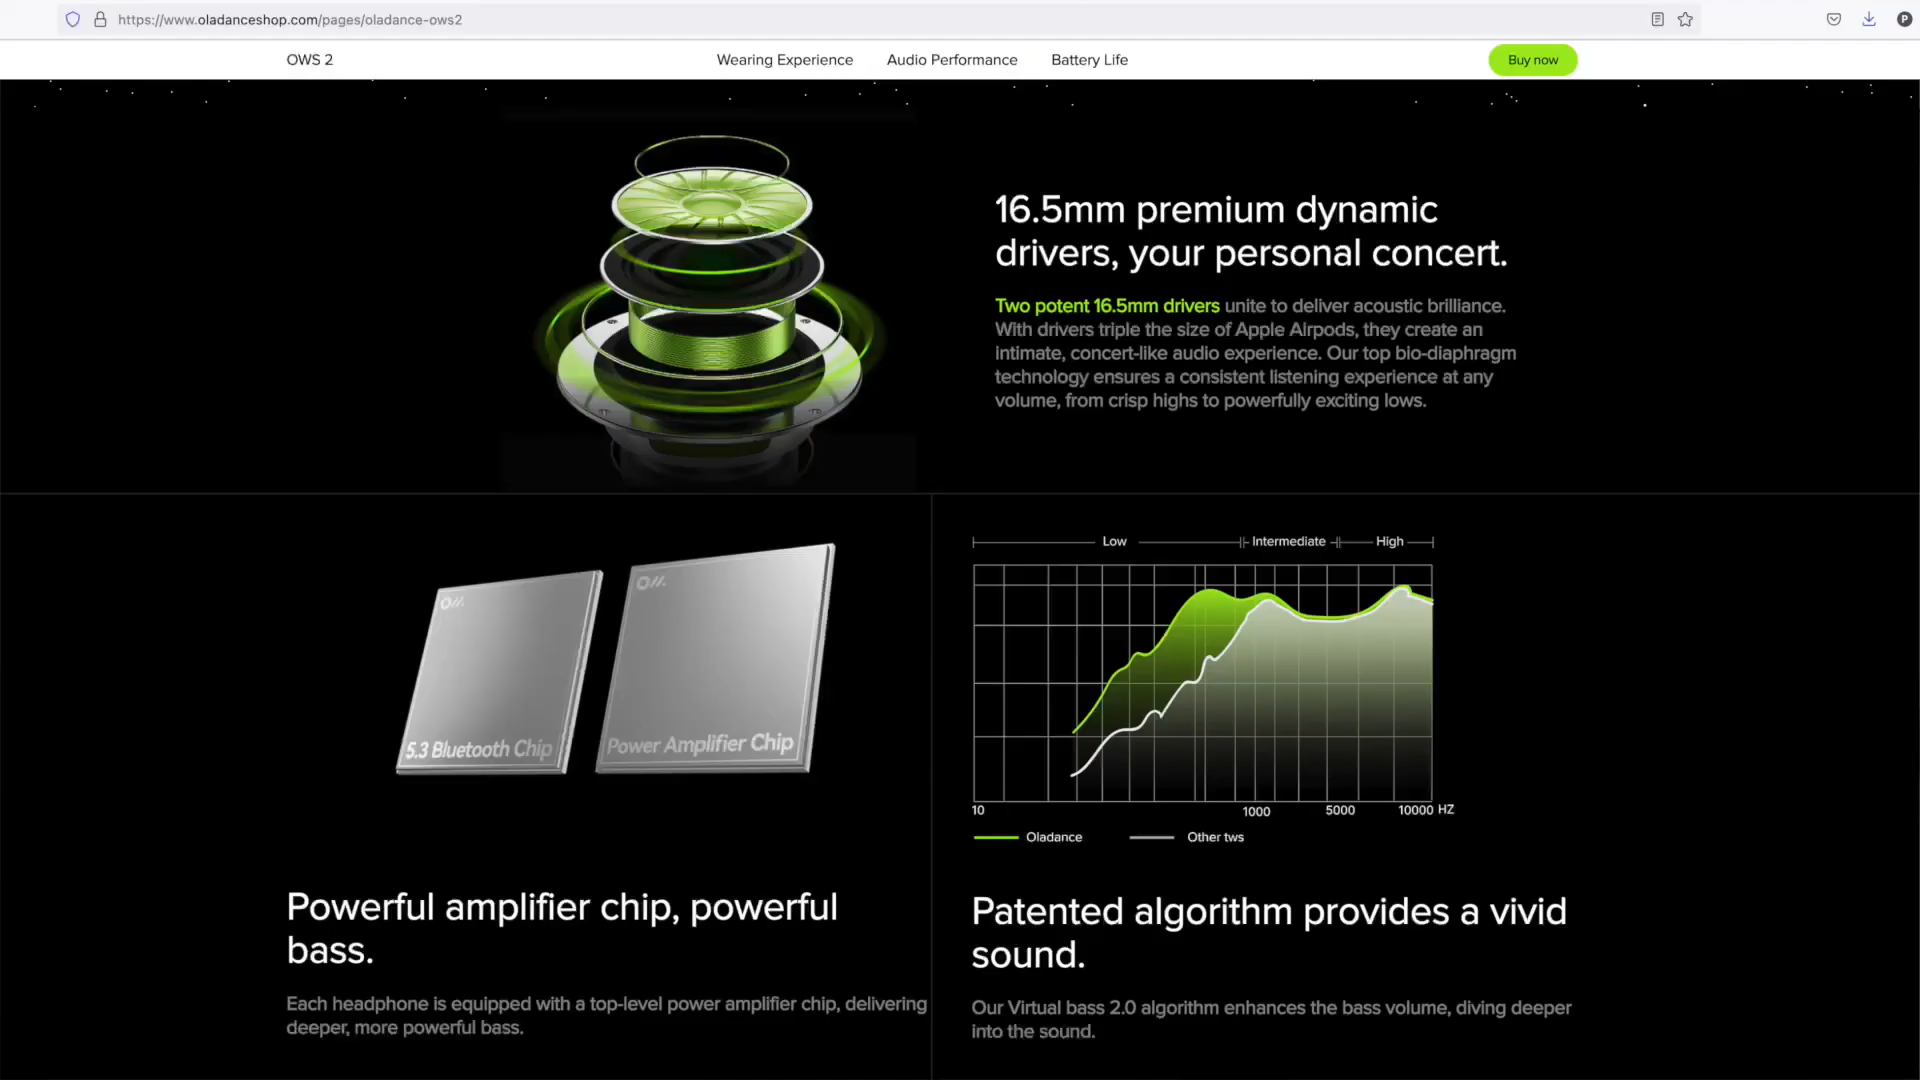 https://www.oladanceshop.com/pages/oladance-ows2
P
OWS 2
Wearing Experience
Audio Performance
Battery Life
Buy now
16.5mm premium dynamic
drivers, your personal concert.
Two potent 16.5mm drivers unite to deliver acoustic brilliance.
With drivers triple the size of Apple Airpods, they create an
intimate, concert-like audio experience. Our top bio-diaphragm
technology ensures a consistent listening experience at any
volume, from crisp highs to powerfully exciting lows.
5.3 Bluetooth Chip
Power Amplifier Chip
Powerful amplifier chip, powerful
bass.
Each headphone is equipped with a top-level power amplifier chip, delivering
deeper, more powerful bass.
Low
Intermediate
High
10
1000
5000
10000 HZ
Oladance
Other tws
Patented algorithm provides a vivid
sound.
Our Virtual bass 2.0 algorithm enhances the bass volume, diving deeper
into the sound.